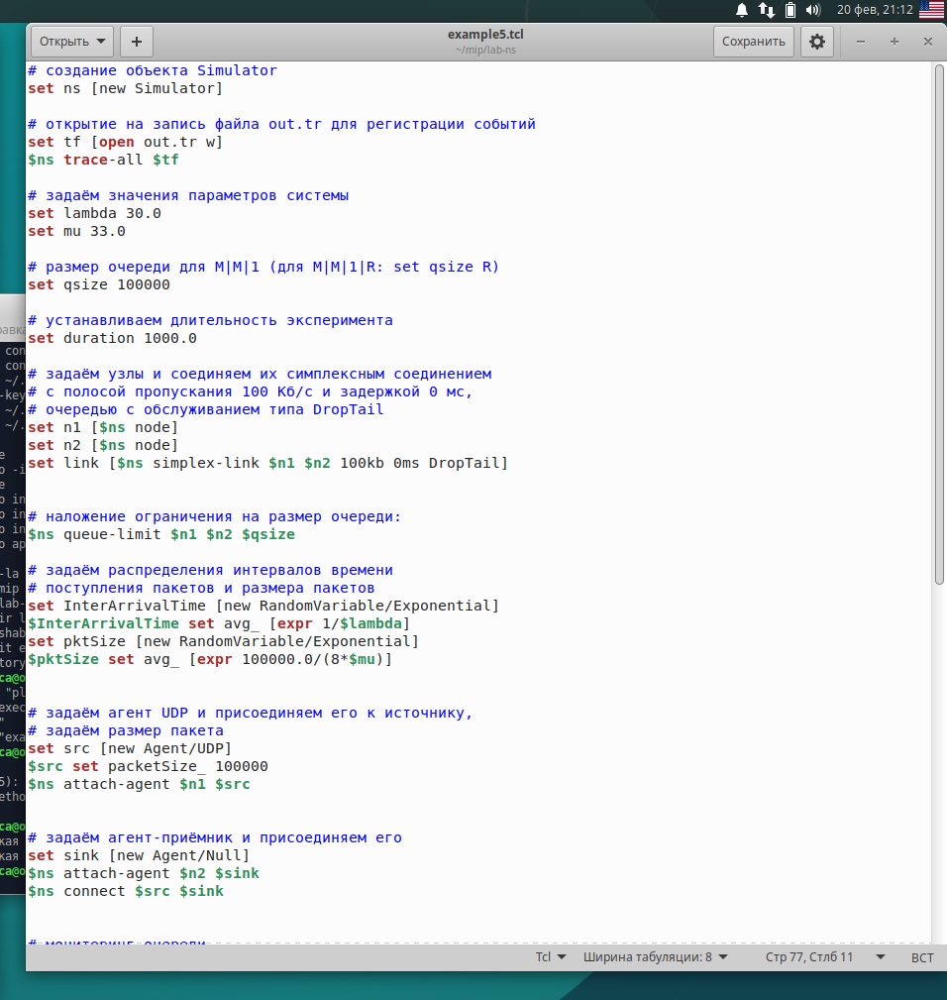 20 фев, 21:12
Открыть
+
example5.tcl
~/mip/lab-ns
Сохранить
# создание объекта Simulator
set ns [new Simulator]
# открытие на запись файла out.tr для регистрации событий
set tf [open out.tr w]
$ns trace-all $tf
# задаём значения параметров системы
set lambda 30.0
set mu 33.0
# размер очереди для M|M|1 (для M|M|1|R: set qsize R)
set qsize 100000
# устанавливаем длительность эксперимента
set duration 1000.0
# задаём узлы и соединяем их симплексным соединением
# с полосой пропускания 100 Кб/с и задержкой 0 мс,
# очередью с обслуживанием типа DropTail
set n1 [$ns node]
set n2 [$ns node]
set link [$ns simplex-link $n1 $n2 100kb 0ms DropTail]
# наложение ограничения на размер очереди:
$ns queue-limit $n1 $n2 $qsize
# задаём распределения интервалов времени
# поступления пакетов и размера пакетов
set InterArrivalTime [new RandomVariable/Exponential]
$InterArrivalTime set avg_ [expr 1/$lambda]
set pktSize [new RandomVariable/Exponential]
$pktSize set avg_ [expr 100000.0/(8*$mu)]
# задаём агент UDP и присоединяем его к источнику,
# задаём размер пакета
set src [new Agent/UDP]
$src set packetSize_ 100000
$ns attach-agent $n1 $src
# задаём агент-приёмник и присоединяем его
set sink [new Agent/Null]
$ns attach-agent $n2 $sink
$ns connect $src $sink
# мониторинг очереди
Tcl
Ширина табуляции: 8
Стр 77, Стлб 11
ВСТ